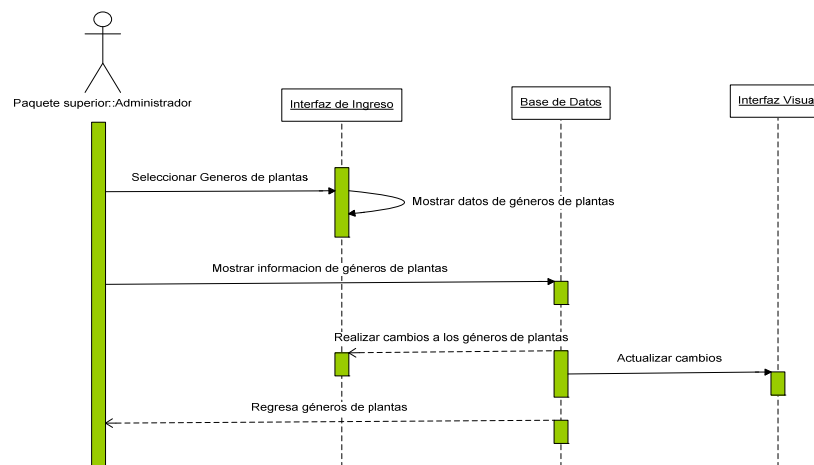 Paquete superior::Administrador
Interfaz de Ingreso
Base de Datos
Interfaz Visua
Seleccionar Generos de plantas
Mostrar datos de géneros de plantas
Mostrar informacion de géneros de plantas
Realizar cambios a los géneros de plantas
Actualizar cambios
Regresa géneros de plantas